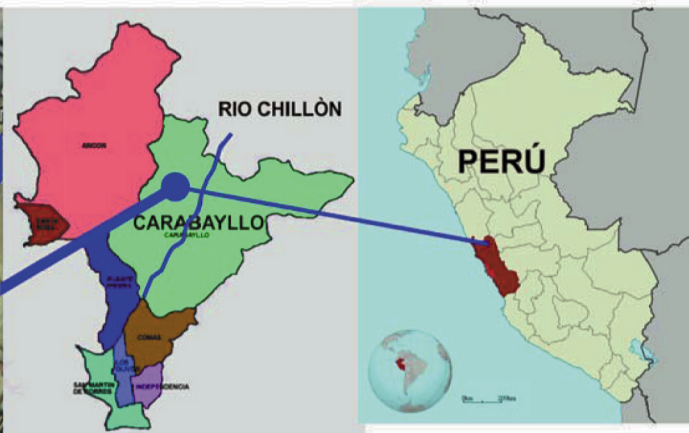 RIO CHILLÒN
ANCON
PERÚ
CARABAYLLO
CARABAYLLO
COMAS
SAN MARTIN
DE PORRES
INDEPENDENCIA